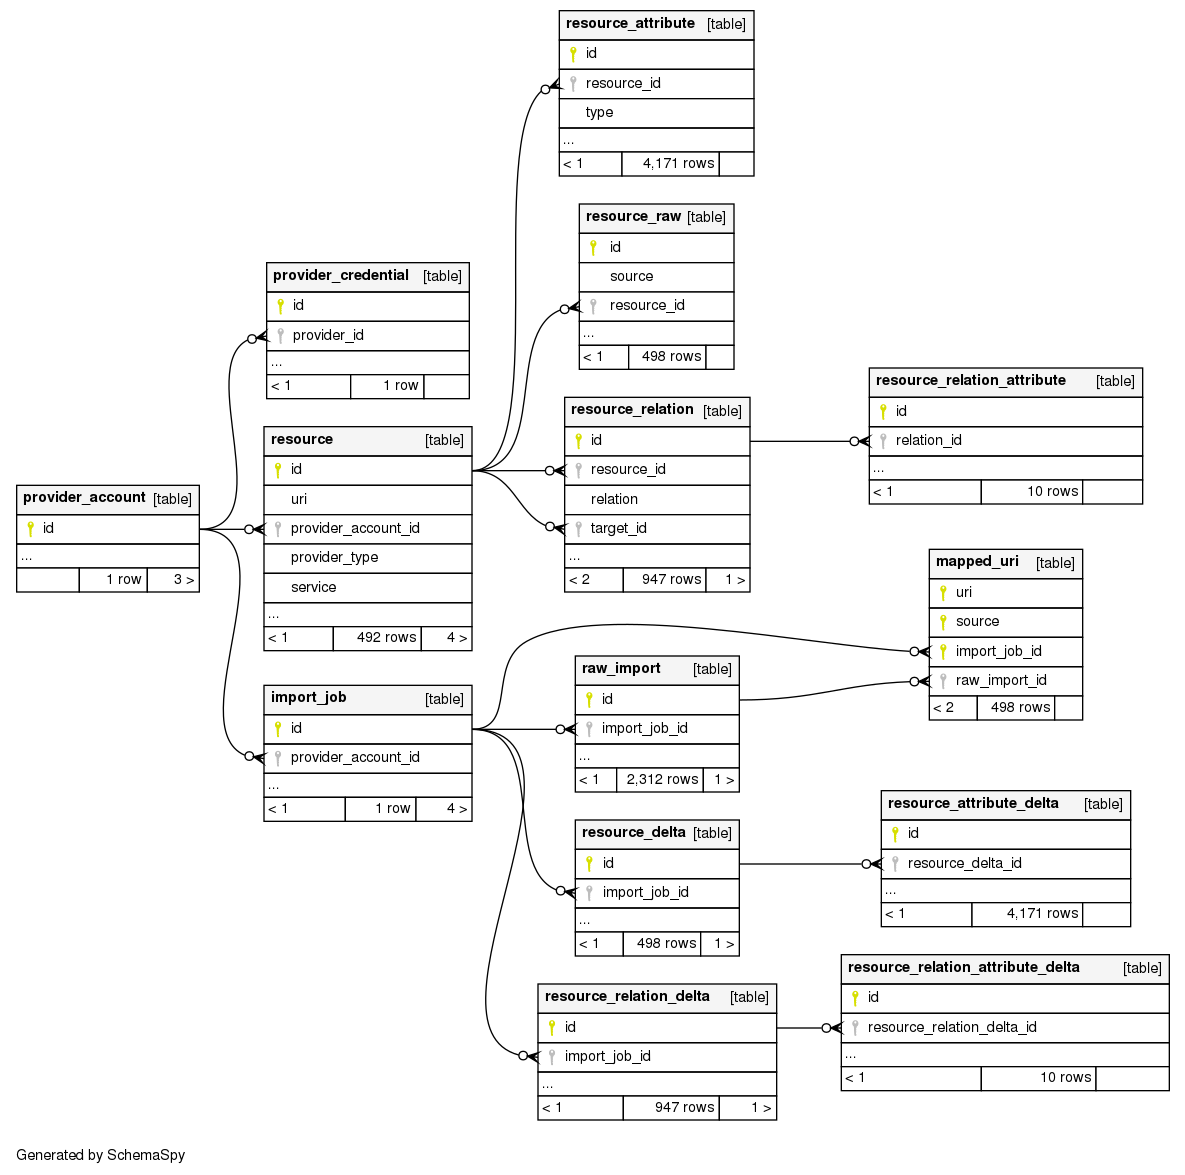 resource_attribute [table]
id
resource_id
type
...
< 1 4,171 rows
resource_raw [table]
id
source
resource_id
...
< 1 498 rows
provider_credential [table]
id
provider_id
...
< 1 1 row
resource_relation [table]
id
resource_id
relation
target_id
...
< 2 947 rows 1 >
resource_relation_attribute [table]
id
relation_id
...
< 1 10 rows
resource [table]
id
uri
provider_account_id
provider_type
service
...
< 1 492 rows 4 >
provider_account [table]
id
...
1 row 3 >
mapped_uri [table]
uri
source
import_job_id
raw_import_id
< 2 498 rows
raw_import [table]
id
import_job_id
...
< 1 2,312 rows 1 >
import_job [table]
id
provider_account_id
...
< 1 1 row 4 >
resource_delta [table]
id
import_job_id
...
< 1 498 rows 1 >
resource_attribute_delta [table]
id
resource_delta_id
...
< 1 4,171 rows
resource_relation_delta [table]
id
import_job_id
...
< 1 947 rows 1 >
resource_relation_attribute_delta [table]
id
resource_relation_delta_id
...
< 1 10 rows
Generated by SchemaSpy